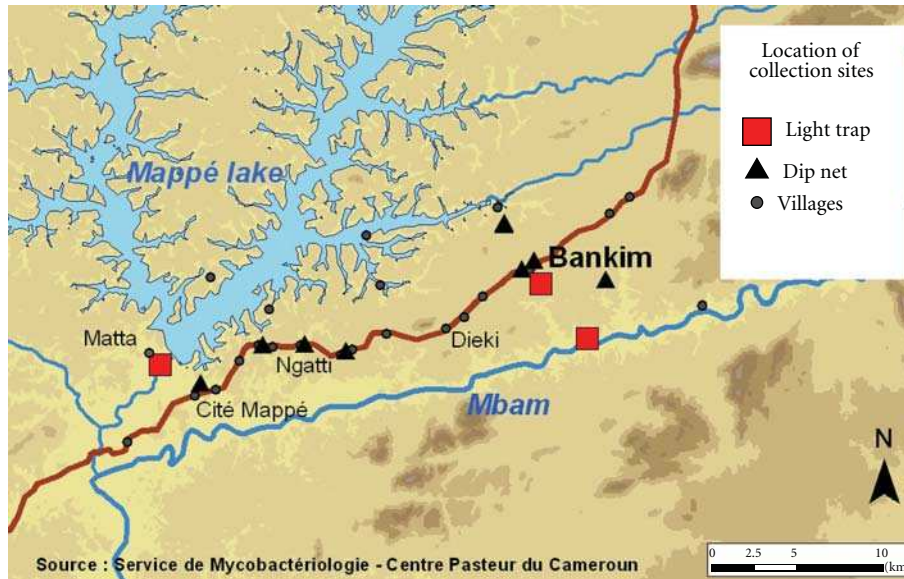 Location of
collection sites
Light trap
Dip net
Villages
Mappé lake
Bankim
Matta
Dieki
Ngatti
Cité Mappé
Mbam
N
0 2.5 5 10
(km)
Source : Service de Mycobactériologie - Centre Pasteur du Cameroun